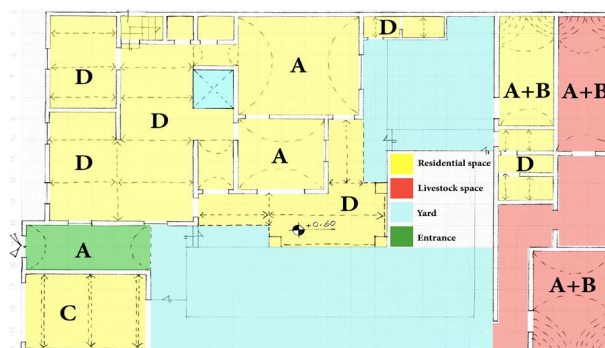 D
A
D
A+B
A+B
D
D
D
A
D
Residential space
Livestock space
Yard
Entrance
D
+0.60
A
C
A+B